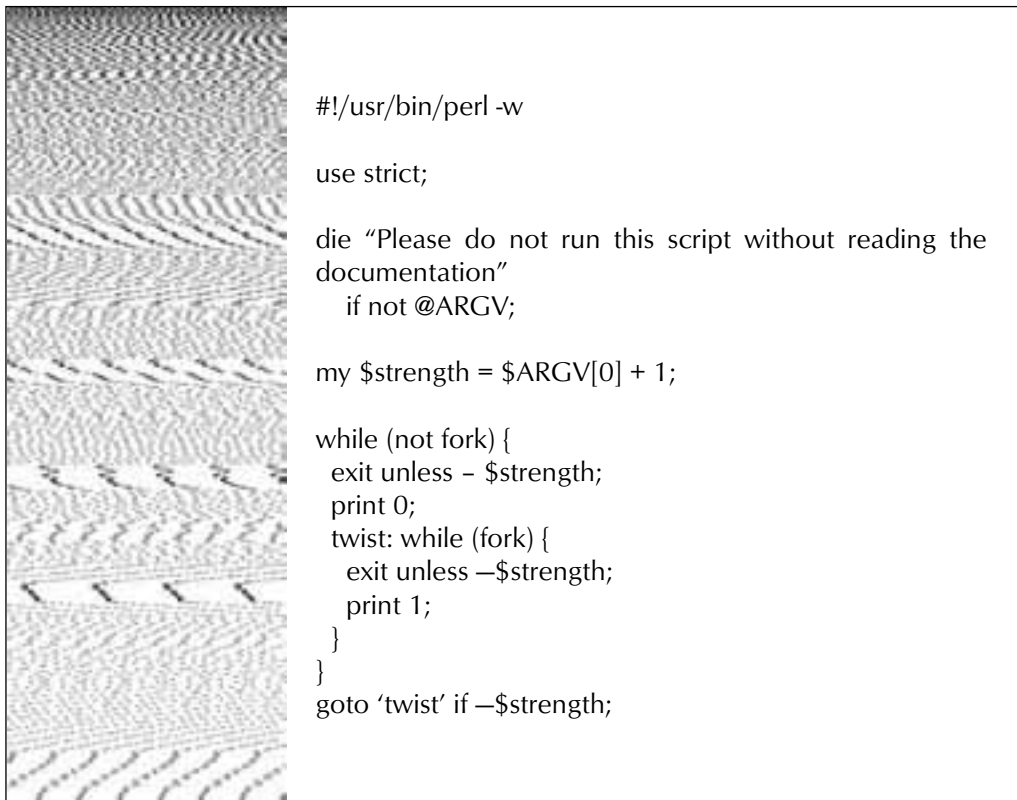 #!/usr/bin/perl -w
use strict;
die “Please do not run this script without reading the
documentation”
if not @ARGV;
my $strength = $ARGV[0] + 1;
while (not fork) {
exit unless – $strength;
print 0;
twist: while (fork) {
exit unless —$strength;
print 1;
}
}
goto ‘twist’ if —$strength;